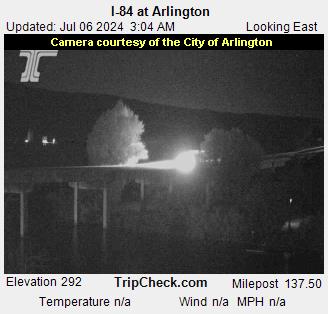 I-84 at Arlington
Updated: Jul 06 2024 3:04 AM Looking East
Camera courtesy of the City of Arlington
Elevation 292 TripCheck.com Milepost 137.50
Temperature n/a Wind n/a MPH n/a